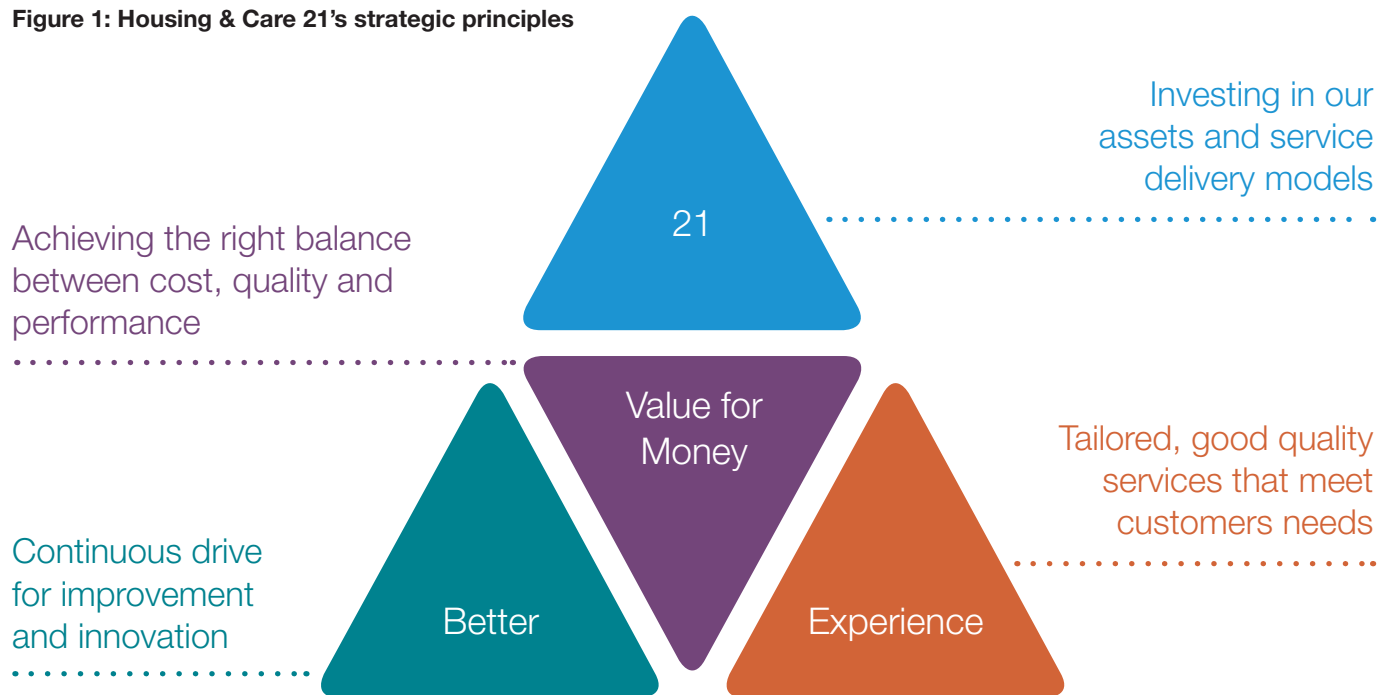 Figure 1: Housing & Care 21’s strategic principles
Investing in our
assets and service
delivery models
21
Achieving the right balance
between cost, quality and
performance
Value for
Money
Tailored, good quality
services that meet
customers needs
Continuous drive
for improvement
and innovation
Better
Experience